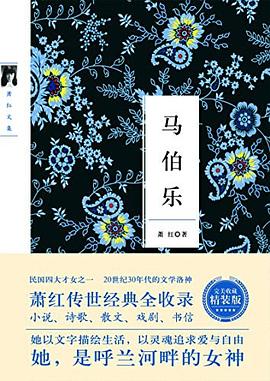 马伯乐
萧 红◎著
萧红文集
民国四大才女之一 20世纪30年代的文学洛神
萧红传世经典全收录
小说、诗歌、散文、戏剧、书信
完美收藏
精装版
她以文字描绘生活，以灵魂追求爱与自由
她，是呼兰河畔的女神